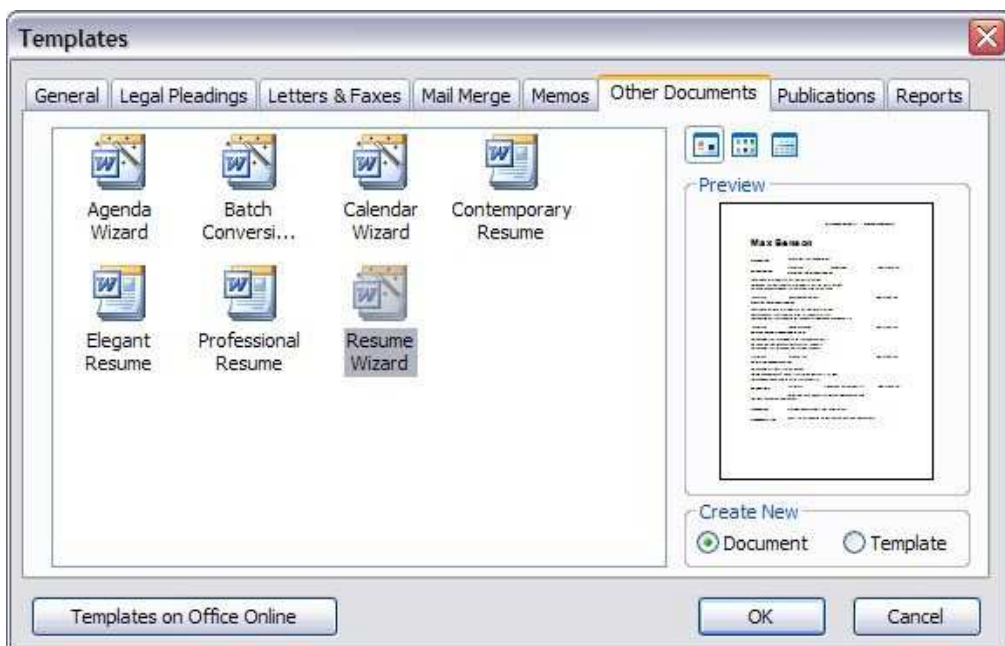 Templates
General Legal Pleadings Letters & Faxes Mail Merge Memos Other Documents Publications Reports
Agenda Wizard
Batch Conversi...
Calendar Wizard
Contemporary Resume
Elegant Resume
Professional Resume
Resume Wizard
Preview
Max Benson
Create New
Document Template
Templates on Office Online OK Cancel